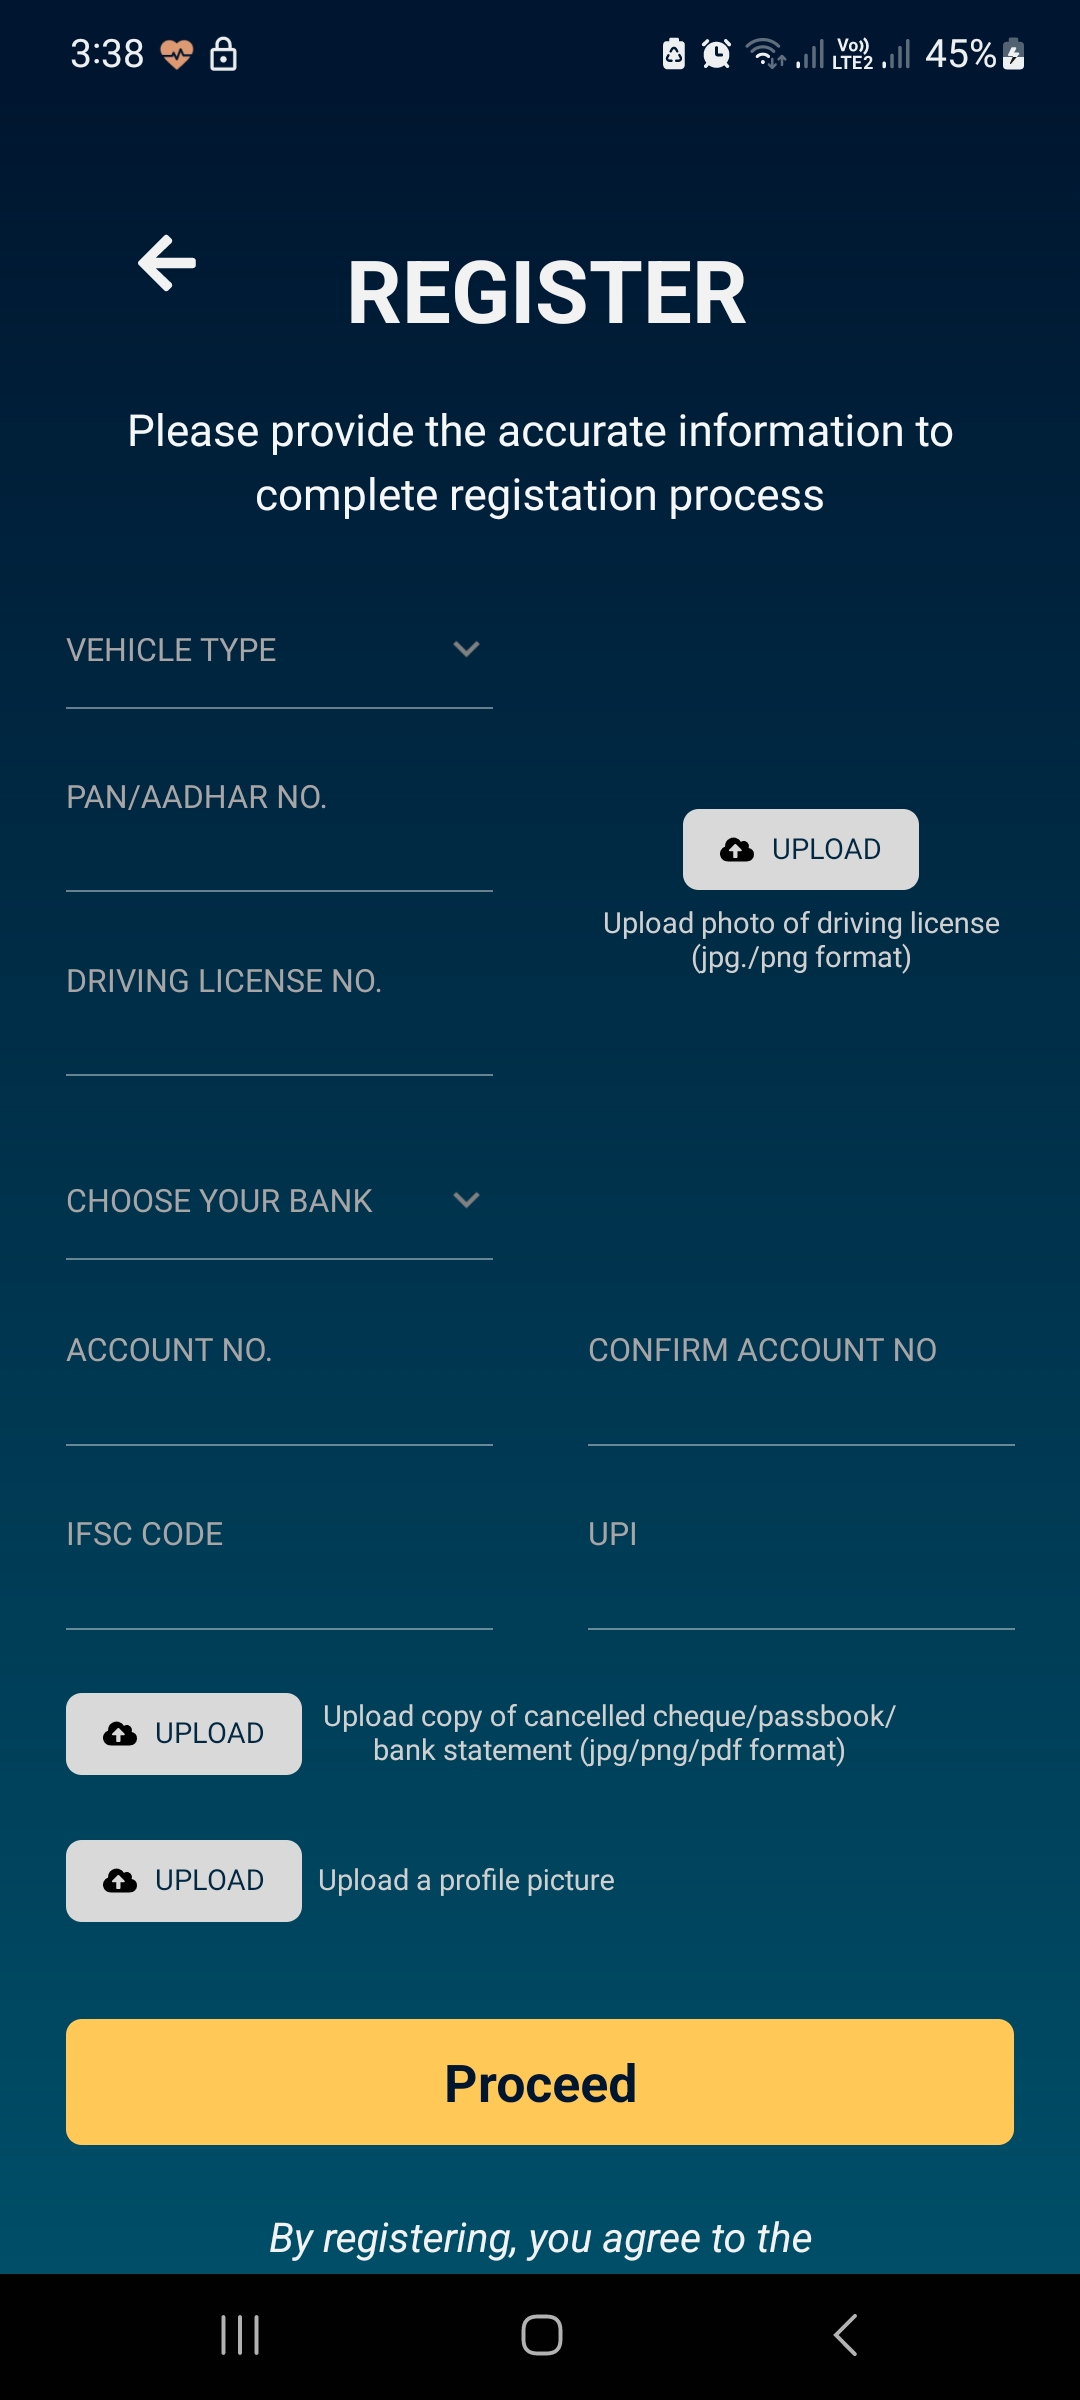 3:38
Vo)) LTE2 45%
REGISTER
Please provide the accurate information to
complete registation process
VEHICLE TYPE
PAN/AADHAR NO.
UPLOAD
Upload photo of driving license
(jpg./png format)
DRIVING LICENSE NO.
CHOOSE YOUR BANK
ACCOUNT NO.
CONFIRM ACCOUNT NO
IFSC CODE
UPI
UPLOAD
Upload copy of cancelled cheque/passbook/
bank statement (jpg/png/pdf format)
UPLOAD
Upload a profile picture
Proceed
By registering, you agree to the